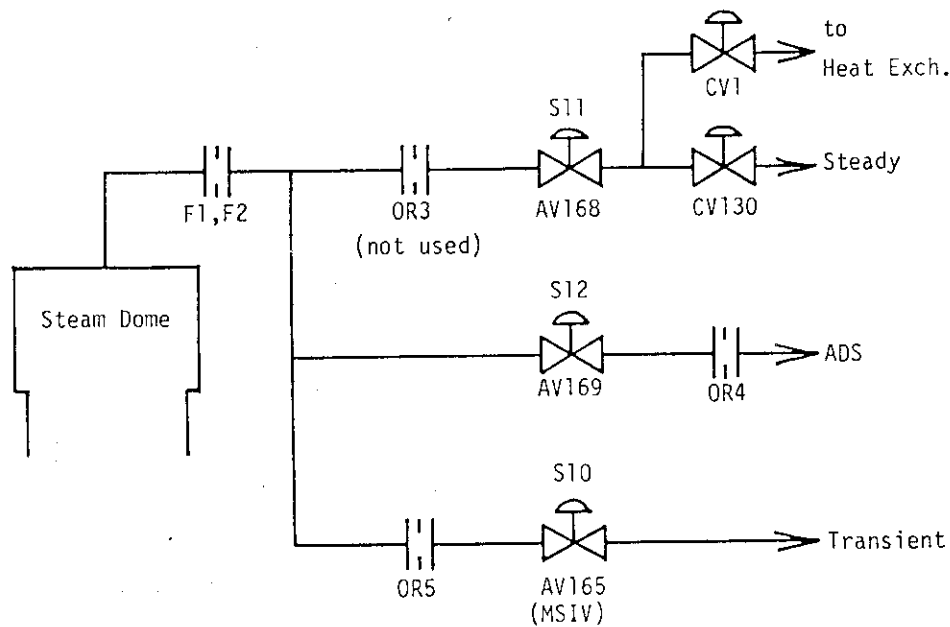 to
Heat Exch.
CV1
S11
Steady
F1,F2
OR3
(not used)
AV168
CV130
Steam Dome
S12
ADS
AV169
OR4
S10
Transient
OR5
AV165
(MSIV)